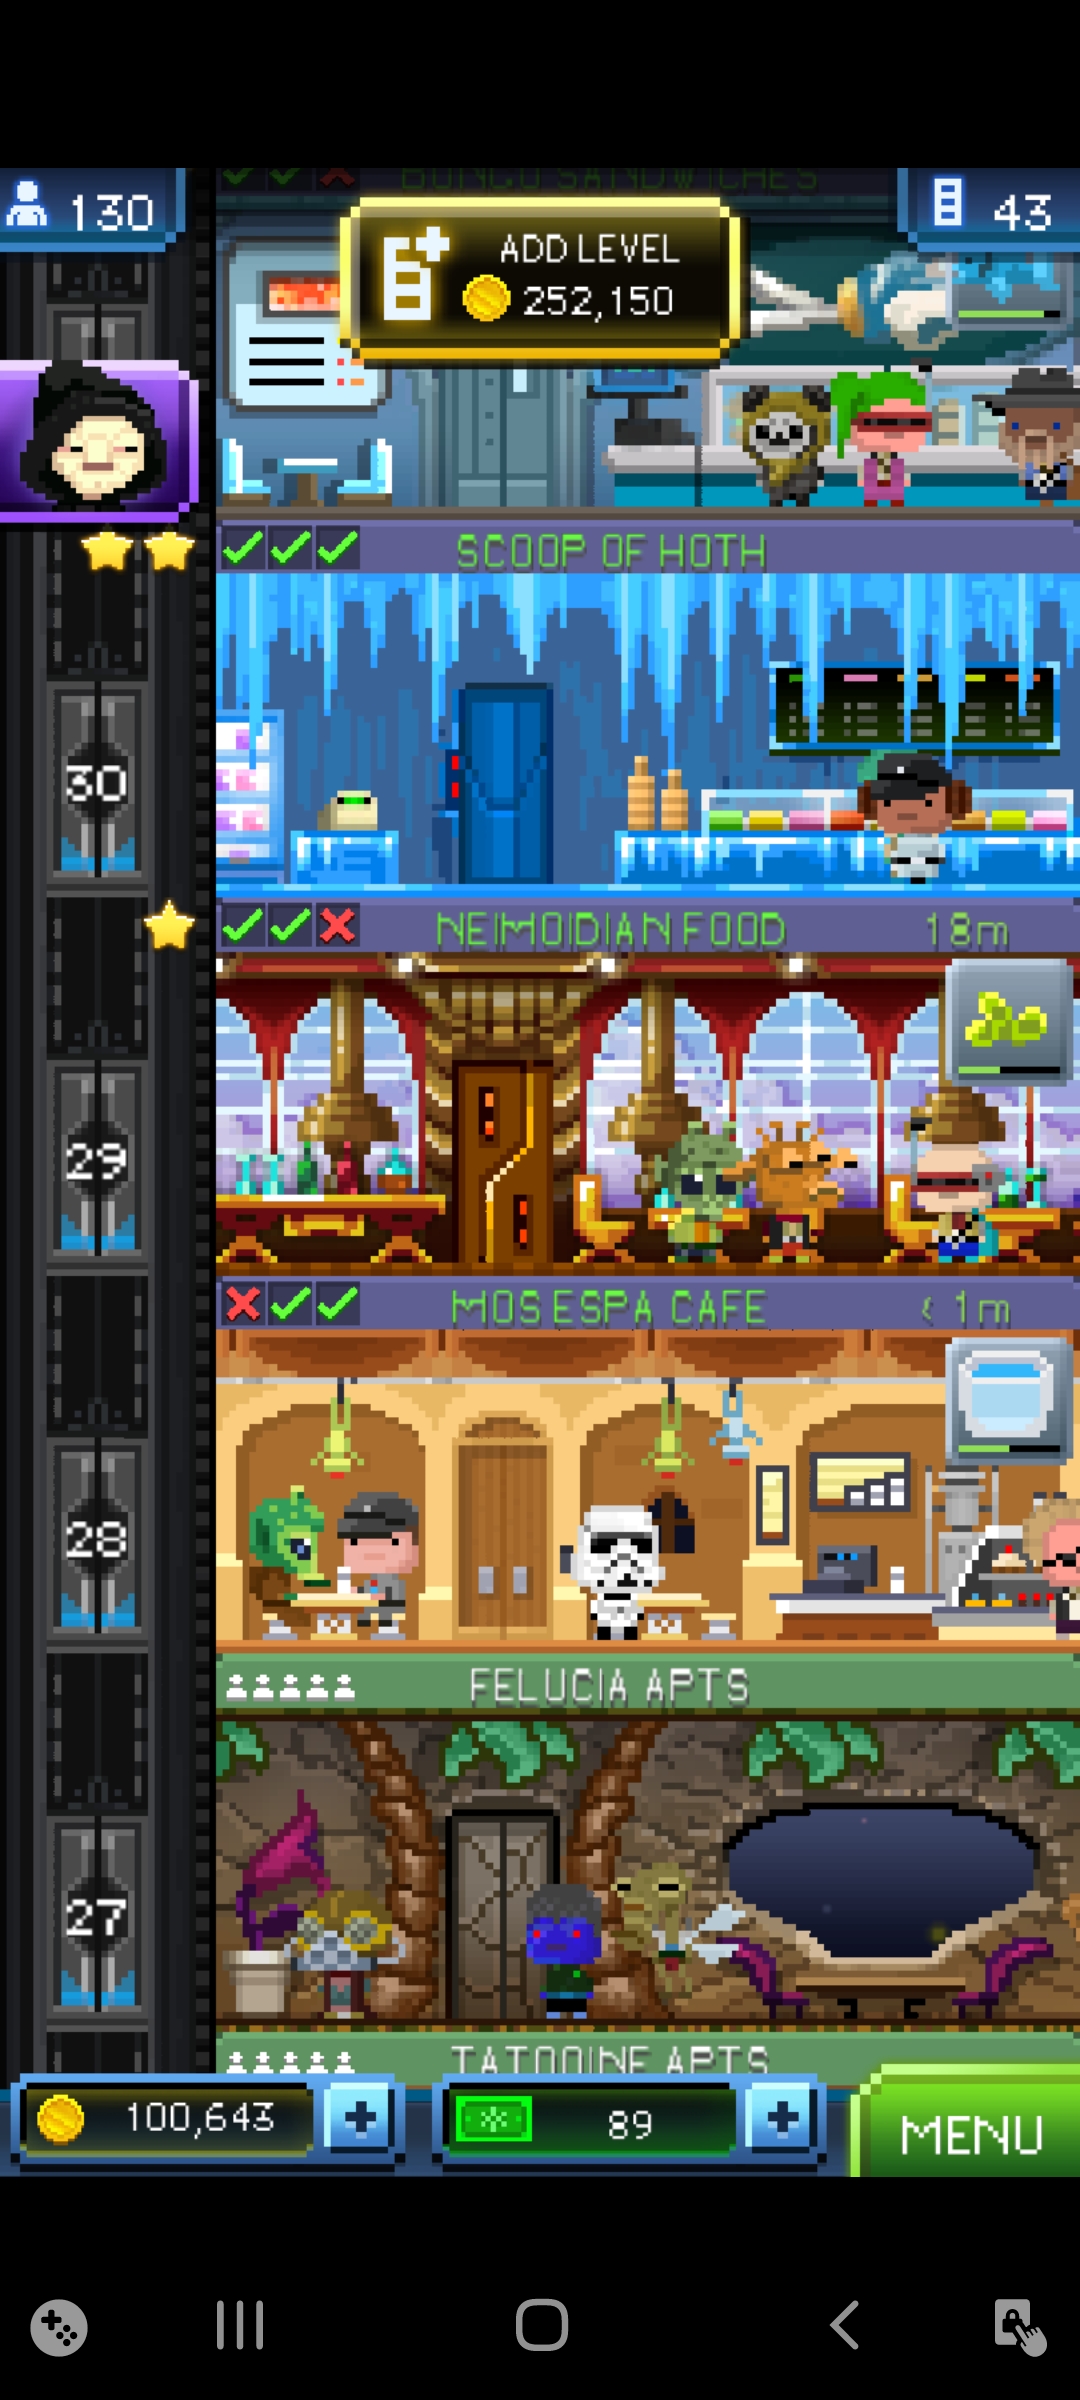 BONGO SANDWICHES
130
ADD LEVEL
252,150
43
SCOOP OF HOTH
30
NEIMOIDIAN FOOD 18m
29
MOS ESPA CAFE < 1m
28
FELUCIA APTS
27
TATOOINE APTS
100,643
89
MENU